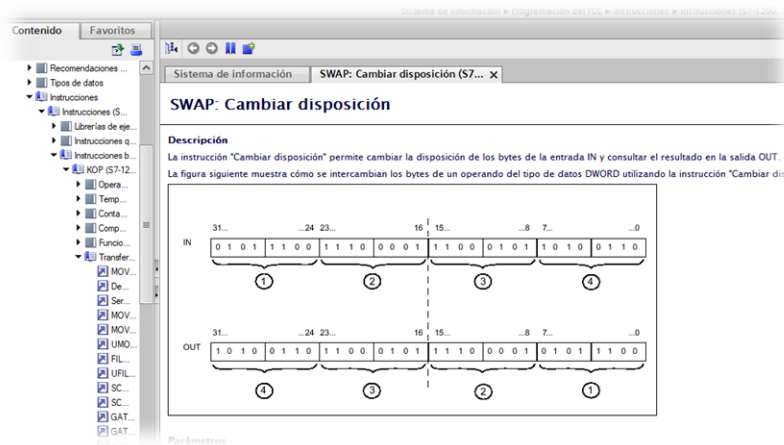 Sistema de información ▸ Programación del PLC ▸ Instrucciones ▸ Instrucciones (S7-1200,
Contenido
Favoritos
Recomendaciones ...
Tipos de datos
Instrucciones
Instrucciones (S...
Librerías de eje...
Instrucciones q...
Instrucciones b...
KOP (S7-12...
Opera...
Temp...
Conta...
Comp...
Funcio...
Transfer...
MOV...
De...
Ser...
MOV...
MOV...
UMO...
FIL...
UFIL...
SC...
SC...
GAT...
GAT...
Sistema de información
SWAP: Cambiar disposición (S7... x
SWAP: Cambiar disposición
Descripción
La instrucción "Cambiar disposición" permite cambiar la disposición de los bytes de la entrada IN y consultar el resultado en la salida OUT.
La figura siguiente muestra cómo se intercambian los bytes de un operando del tipo de datos DWORD utilizando la instrucción "Cambiar dis
31... ...24 23... 16 15... ...8 7... ...0
IN 0 1 0 1 1 1 0 0 1 1 1 0 0 0 0 1 1 1 0 0 0 1 0 1 1 0 1 0 0 1 1 0
1 2 3 4
31... ...24 23... 16 15... ...8 7... ...0
OUT 1 0 1 0 0 1 1 0 1 1 0 0 0 1 0 1 1 1 1 0 0 0 0 1 0 1 0 1 1 1 0 0
4 3 2 1
Parámetros